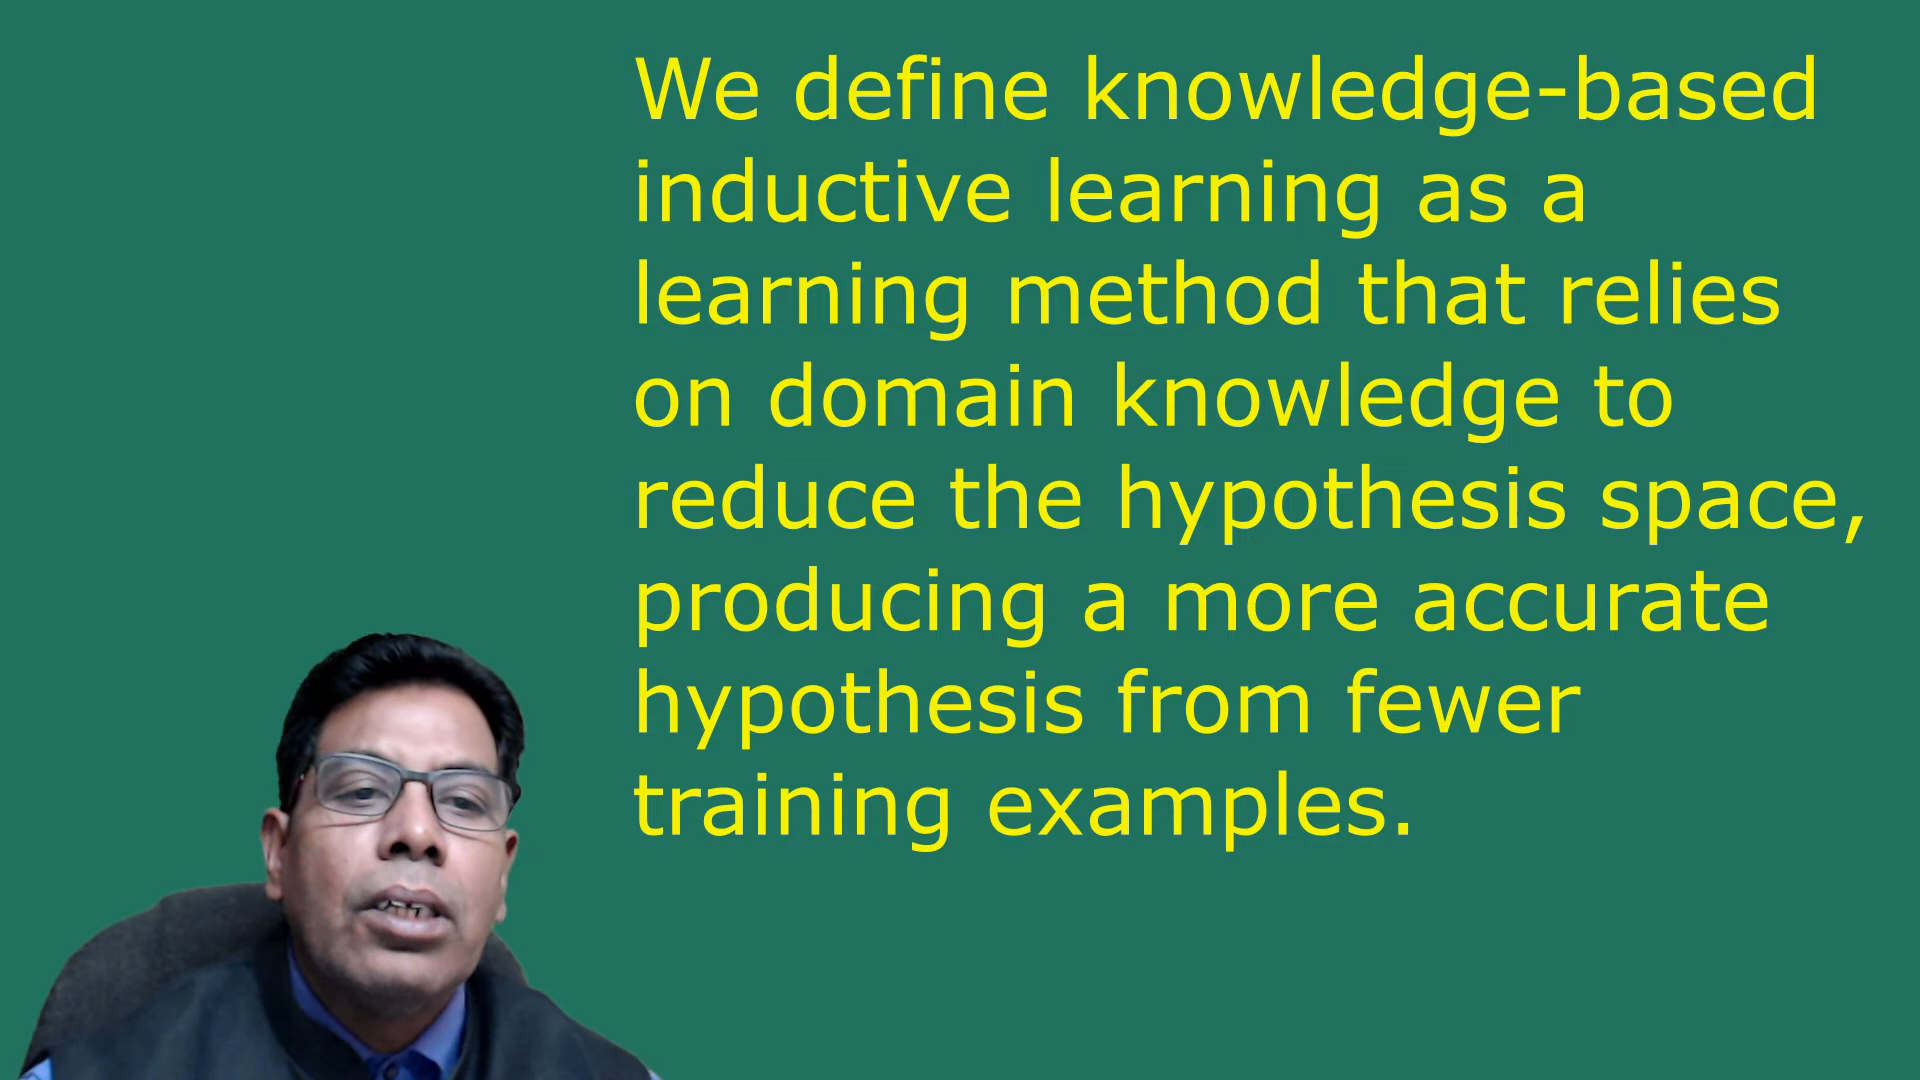 We define knowledge-based
inductive learning as a
learning method that relies
on domain knowledge to
reduce the hypothesis space,
producing a more accurate
hypothesis from fewer
training examples.